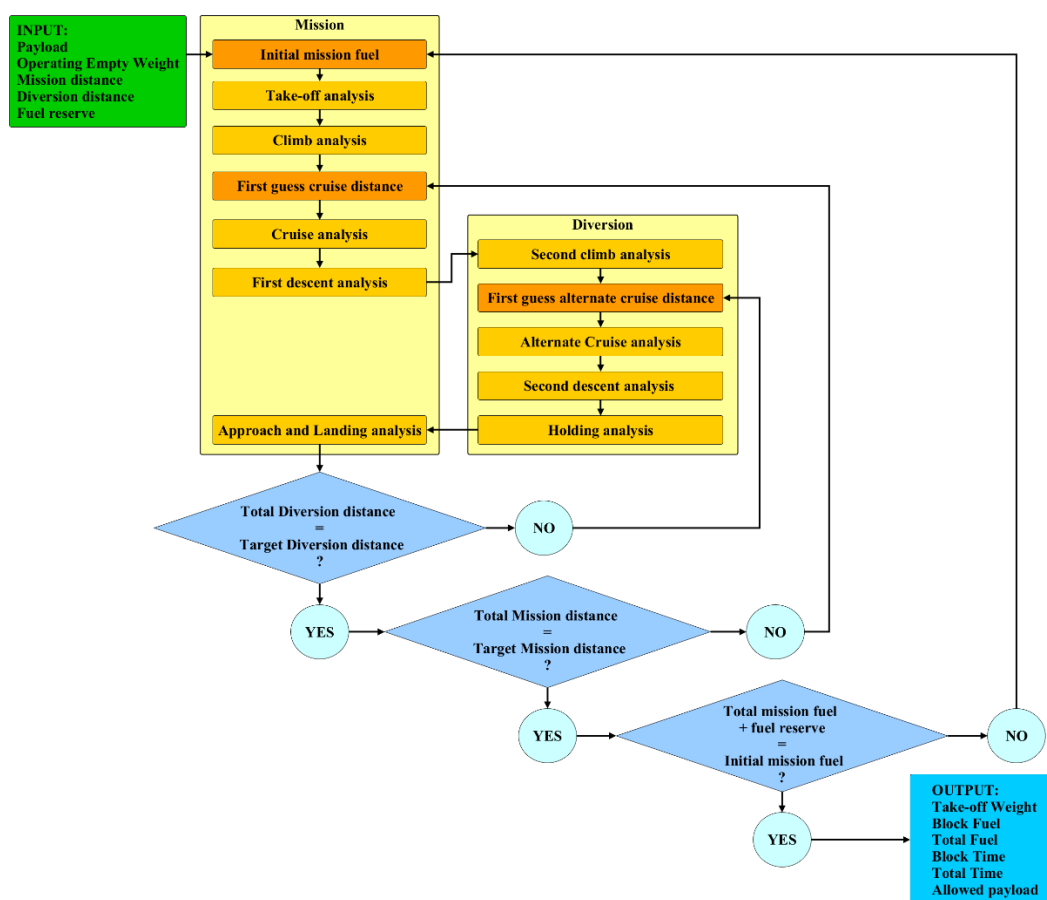 INPUT:
Payload
Operating Empty Weight
Mission distance
Diversion distance
Fuel reserve
Mission
Initial mission fuel
Take-off analysis
Climb analysis
First guess cruise distance
Cruise analysis
First descent analysis
Diversion
Second climb analysis
First guess alternate cruise distance
Alternate Cruise analysis
Second descent analysis
Holding analysis
Approach and Landing analysis
Total Diversion distance
=
Target Diversion distance
?
NO
YES
Total Mission distance
=
Target Mission distance
?
NO
YES
Total mission fuel
+ fuel reserve
=
Initial mission fuel
?
NO
YES
OUTPUT:
Take-off Weight
Block Fuel
Total Fuel
Block Time
Total Time
Allowed payload